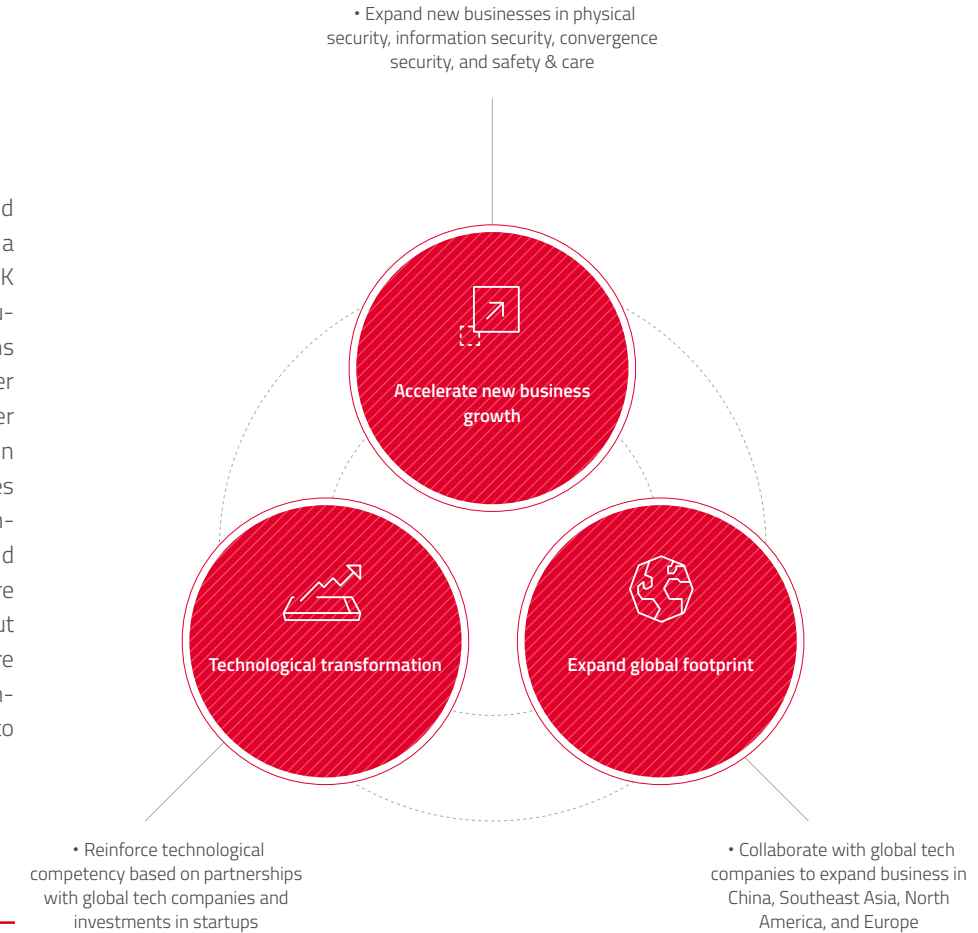 • Expand new businesses in physical
security, information security, convergence
security, and safety & care
Accelerate new business
growth
Technological transformation
Expand global footprint
• Reinforce technological
competency based on partnerships
with global tech companies and
investments in startups
• Collaborate with global tech
companies to expand business in
China, Southeast Asia, North
America, and Europe